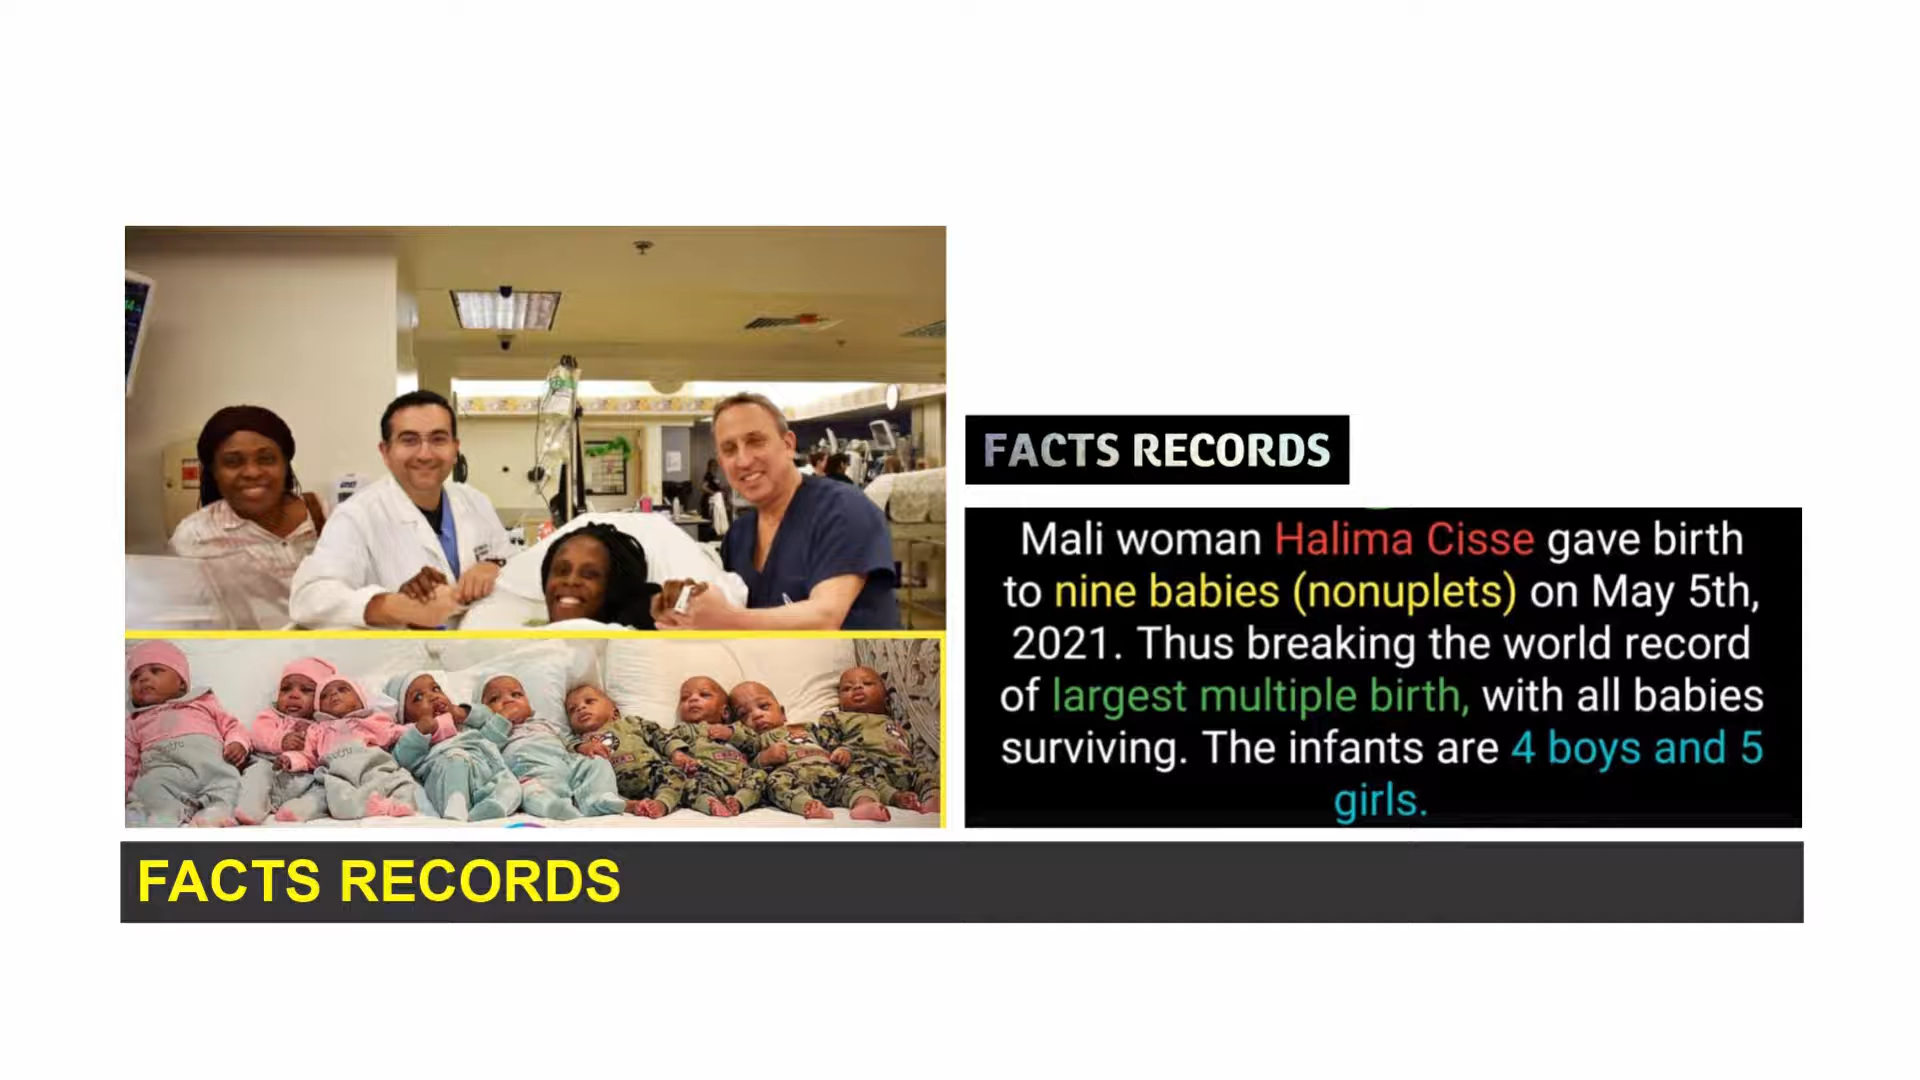 FACTS RECORDS
Mali woman Halima Cisse gave birth
to nine babies (nonuplets) on May 5th,
2021. Thus breaking the world record
of largest multiple birth, with all babies
surviving. The infants are 4 boys and 5
girls.
FACTS RECORDS